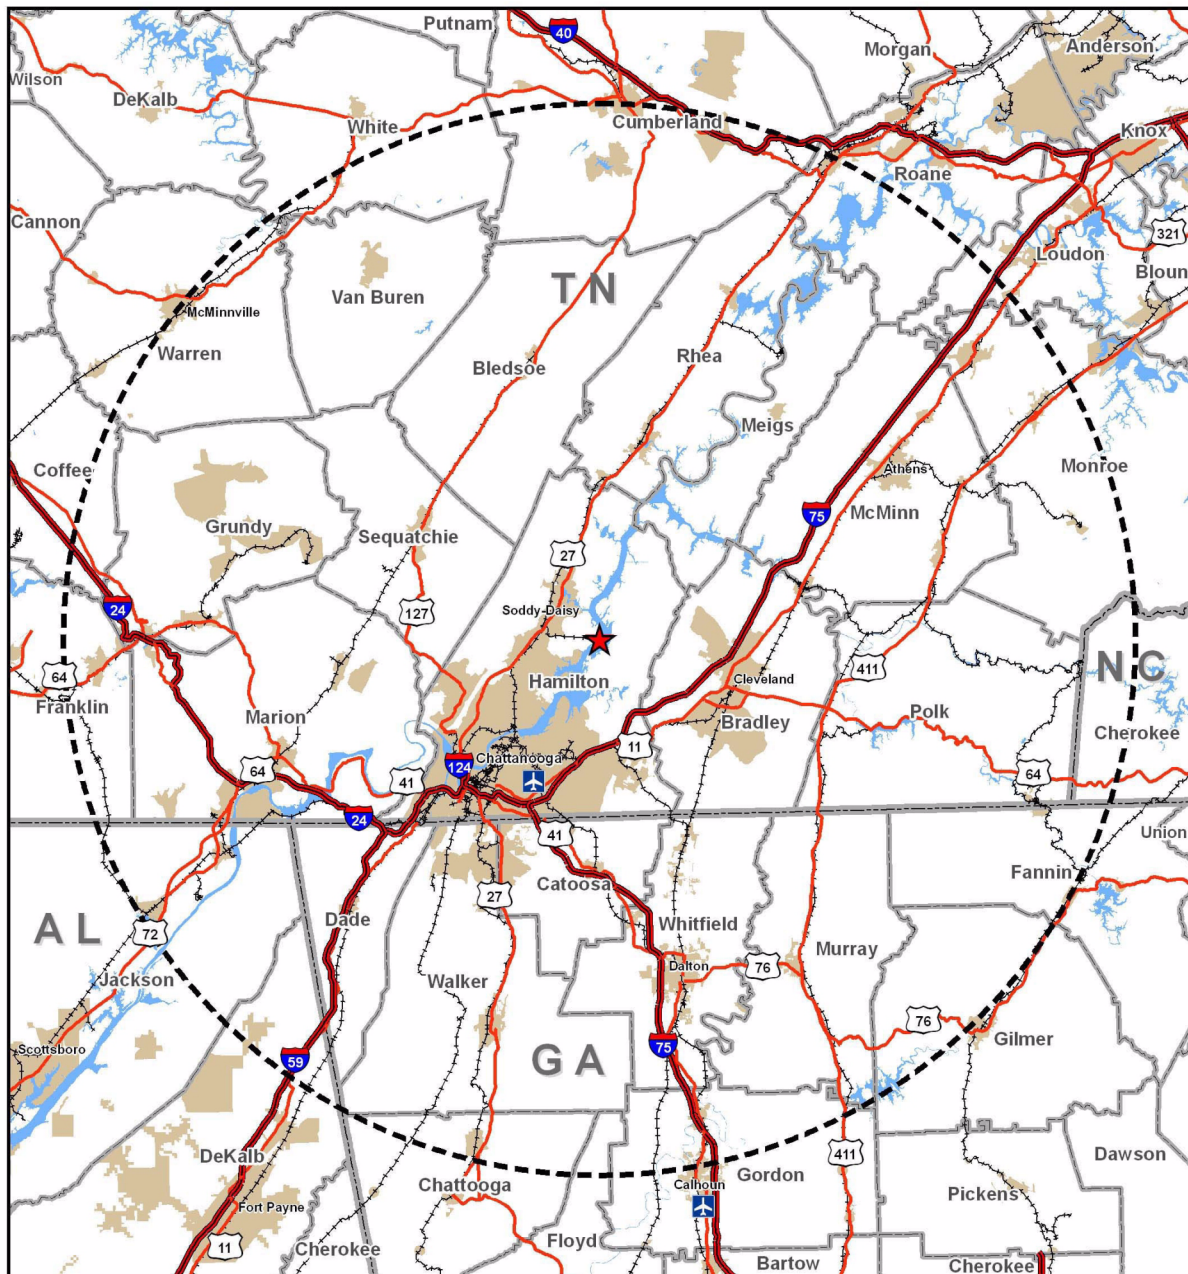 Putnam
40
Morgan
Anderson
Wilson
DeKalb
White
Cumberland
Knox
Roane
Cannon
321
Loudon
Bloun
TN
Van Buren
McMinnville
Warren
Rhea
Bledsoe
Meigs
Coffee
Athens
Monroe
Grundy
75
McMinn
Sequatchie
27
24
127
Soddy-Daisy
64
411
NC
Franklin
Hamilton
Cleveland
Marion
Bradley
Polk
Cherokee
11
64
41
124
Chattanooga
64
24
41
Union
Fannin
Catoosa
27
Dade
Whitfield
AL
72
Murray
Dalton
76
Jackson
Walker
76
Scottsboro
59
GA
75
Gilmer
DeKalb
411
Dawson
Chattooga
Calhoun
Gordon
Pickens
Fort Payne
11
Cherokee
Floyd
Bartow
Cherokee